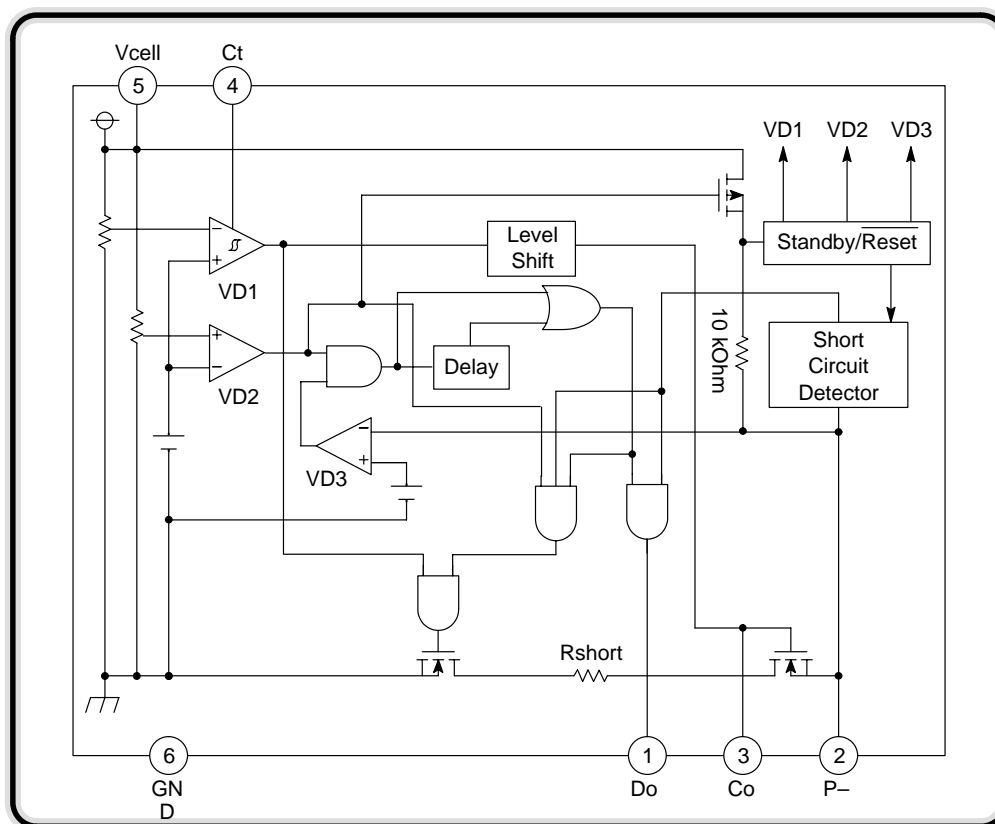 Vcell
Ct
5
4
VD1
VD2
VD3
Level
Shift
Standby/Reset
VD1
10 kOhm
Short
Circuit
Detector
Delay
VD2
VD3
Rshort
6
1
3
2
GN
D
Do
Co
P–